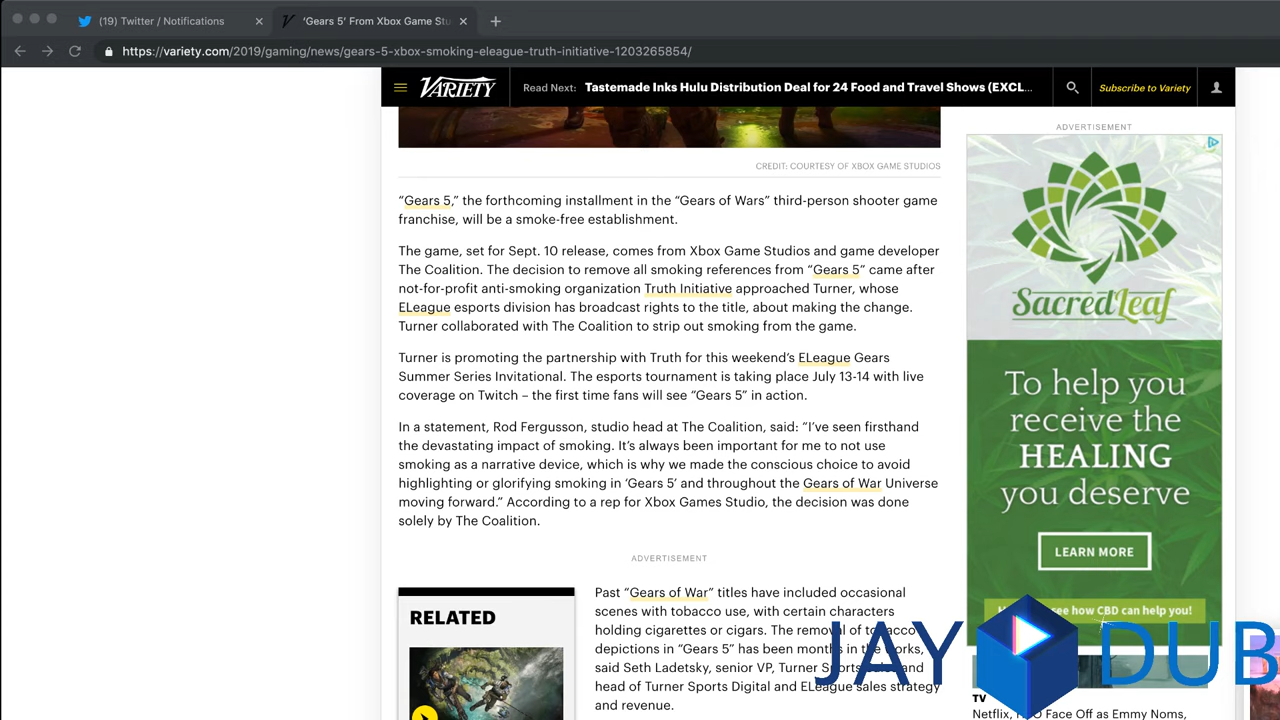 (19) Twitter / Notifications
'Gears 5' From Xbox Game Stu
https://variety.com/2019/gaming/news/gears-5-xbox-smoking-eleague-truth-initiative-1203265854/
VARIETY
Read Next: Tastemade Inks Hulu Distribution Deal for 24 Food and Travel Shows (EXCL...
Subscribe to Variety
CREDIT: COURTESY OF XBOX GAME STUDIOS
“Gears 5,” the forthcoming installment in the “Gears of Wars” third-person shooter game
franchise, will be a smoke-free establishment.
The game, set for Sept. 10 release, comes from Xbox Game Studios and game developer
The Coalition. The decision to remove all smoking references from “Gears 5” came after
not-for-profit anti-smoking organization Truth Initiative approached Turner, whose
ELeague esports division has broadcast rights to the title, about making the change.
Turner collaborated with The Coalition to strip out smoking from the game.
Turner is promoting the partnership with Truth for this weekend’s ELeague Gears
Summer Series Invitational. The esports tournament is taking place July 13-14 with live
coverage on Twitch – the first time fans will see “Gears 5” in action.
In a statement, Rod Fergusson, studio head at The Coalition, said: “I’ve seen firsthand
the devastating impact of smoking. It’s always been important for me to not use
smoking as a narrative device, which is why we made the conscious choice to avoid
highlighting or glorifying smoking in ‘Gears 5’ and throughout the Gears of War Universe
moving forward.” According to a rep for Xbox Games Studio, the decision was done
solely by The Coalition.
ADVERTISEMENT
RELATED
Past “Gears of War” titles have included occasional
scenes with tobacco use, with certain characters
holding cigarettes or cigars. The removal of tobacco
depictions in “Gears 5” has been months in the works,
said Seth Ladetsky, senior VP, Turner Sports and
head of Turner Sports Digital and ELeague sales strategy
and revenue.
ADVERTISEMENT
SacredLeaf
To help you
receive the
HEALING
you deserve
LEARN MORE
see how CBD can help you!
JAY DUB
TV
Netflix, Face Off as Emmy Noms,